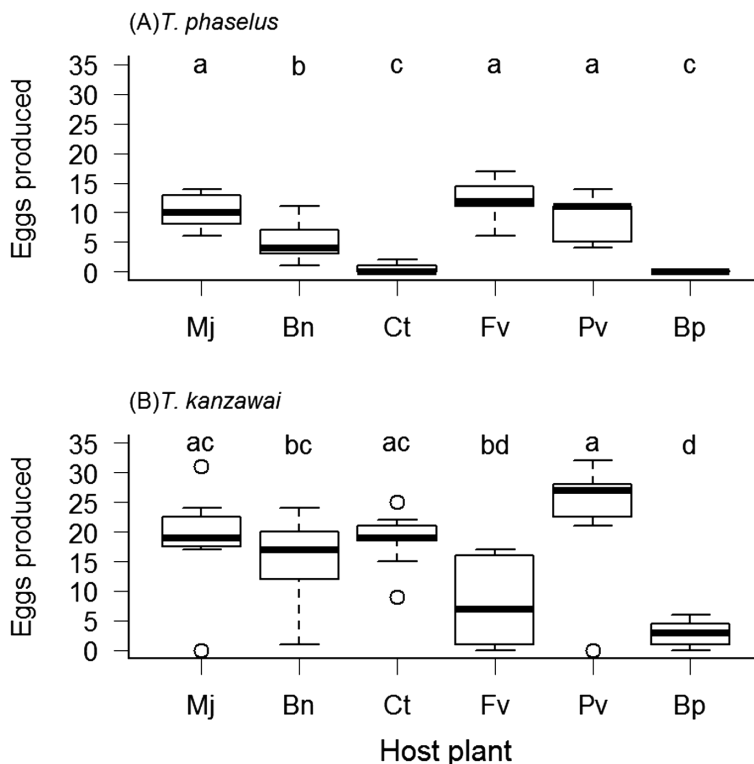 (A)T. phaselus
a b c a a c
Eggs produced
35
30
25
20
15
10
5
0
Mj Bn Ct Fv Pv Bp
(B)T. kanzawai
ac bc ac bd a d
Eggs produced
35
30
25
20
15
10
5
0
Mj Bn Ct Fv Pv Bp
Host plant